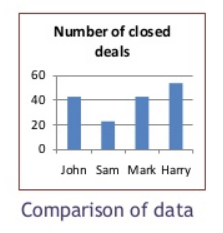 Number of closed
deals
60
40
20
0
John Sam Mark Harry
Comparison of data